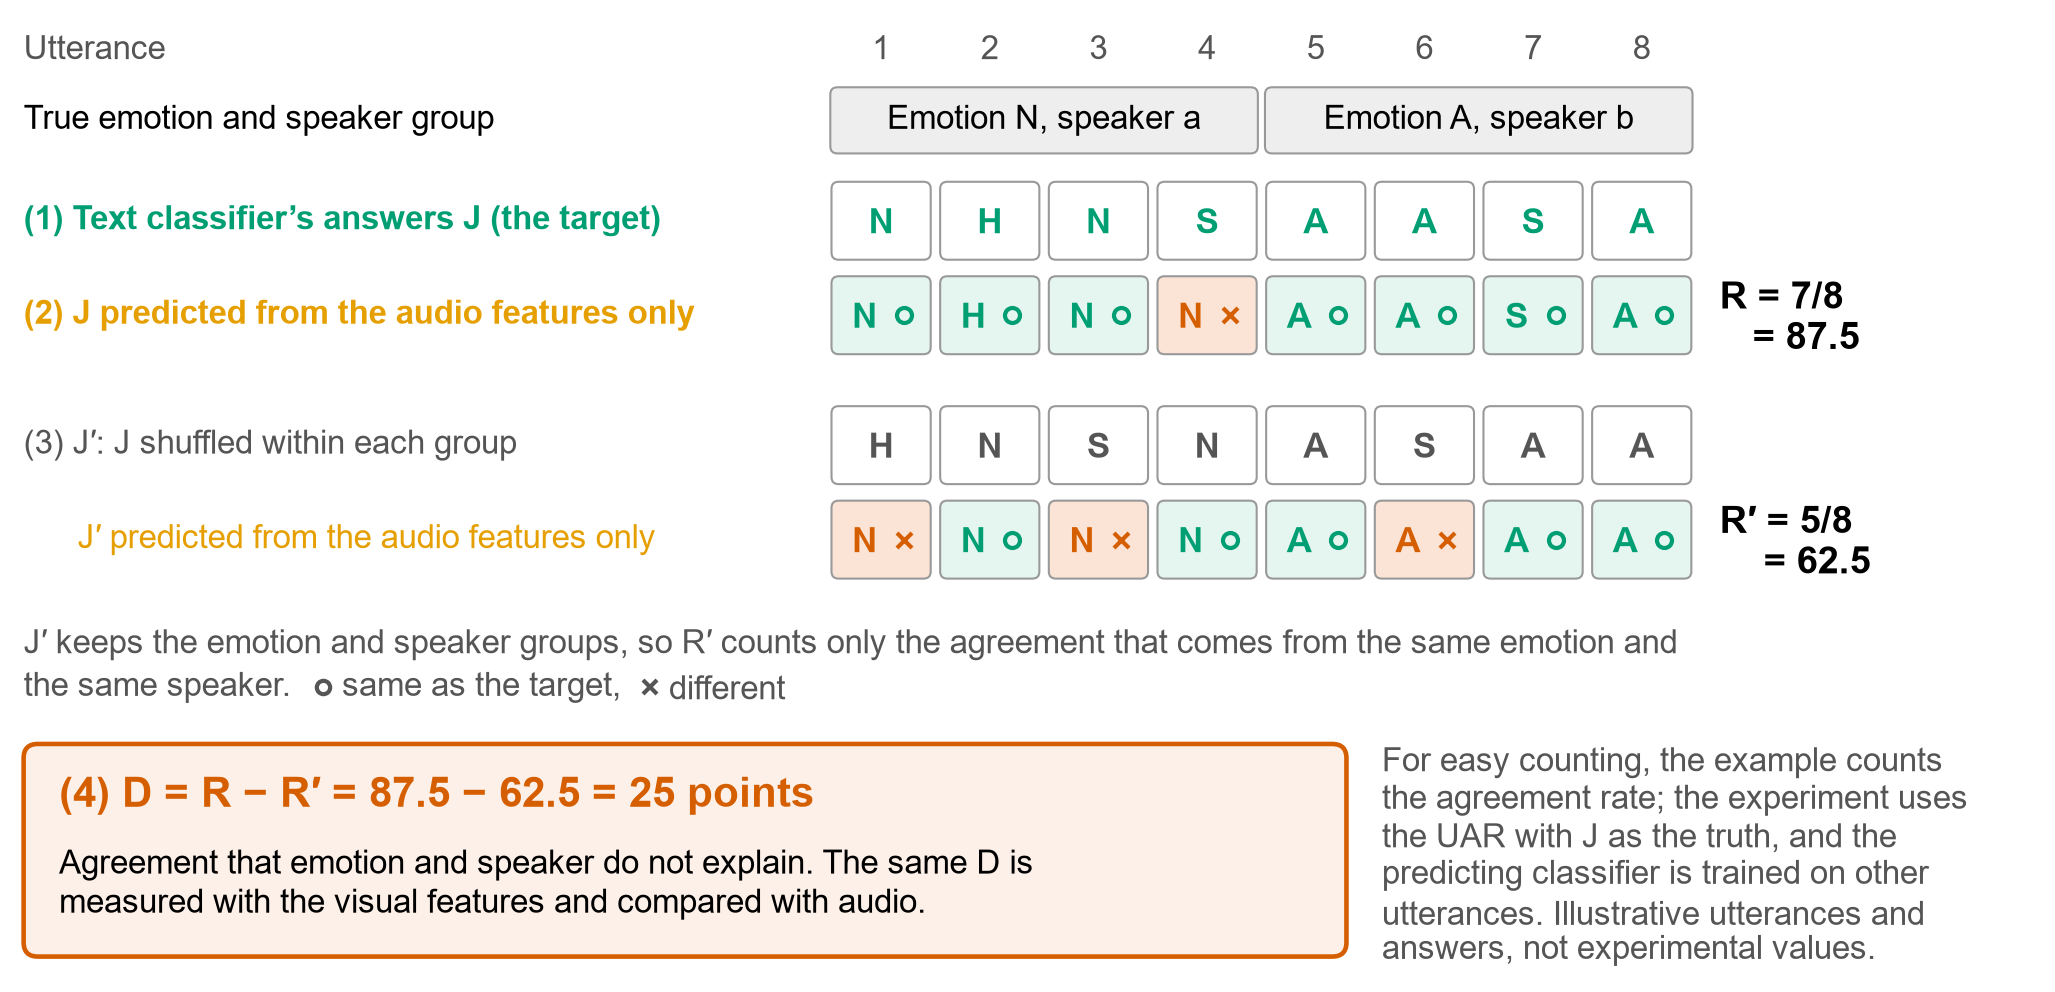 Utterance 1 2 3 4 5 6 7 8
True emotion and speaker group Emotion N, speaker a Emotion A, speaker b
(1) Text classifier’s answers J (the target) N H N S A A S A
(2) J predicted from the audio features only N o H o N o N × A o A o S o A o R = 7/8
= 87.5
(3) J′: J shuffled within each group H N S N A S A A
J′ predicted from the audio features only N × N o N × N o A o A × A o A o R′ = 5/8
= 62.5
J′ keeps the emotion and speaker groups, so R′ counts only the agreement that comes from the same emotion and
the same speaker. o same as the target, × different
(4) D = R − R′ = 87.5 − 62.5 = 25 points
Agreement that emotion and speaker do not explain. The same D is
measured with the visual features and compared with audio.
For easy counting, the example counts
the agreement rate; the experiment uses
the UAR with J as the truth, and the
predicting classifier is trained on other
utterances. Illustrative utterances and
answers, not experimental values.